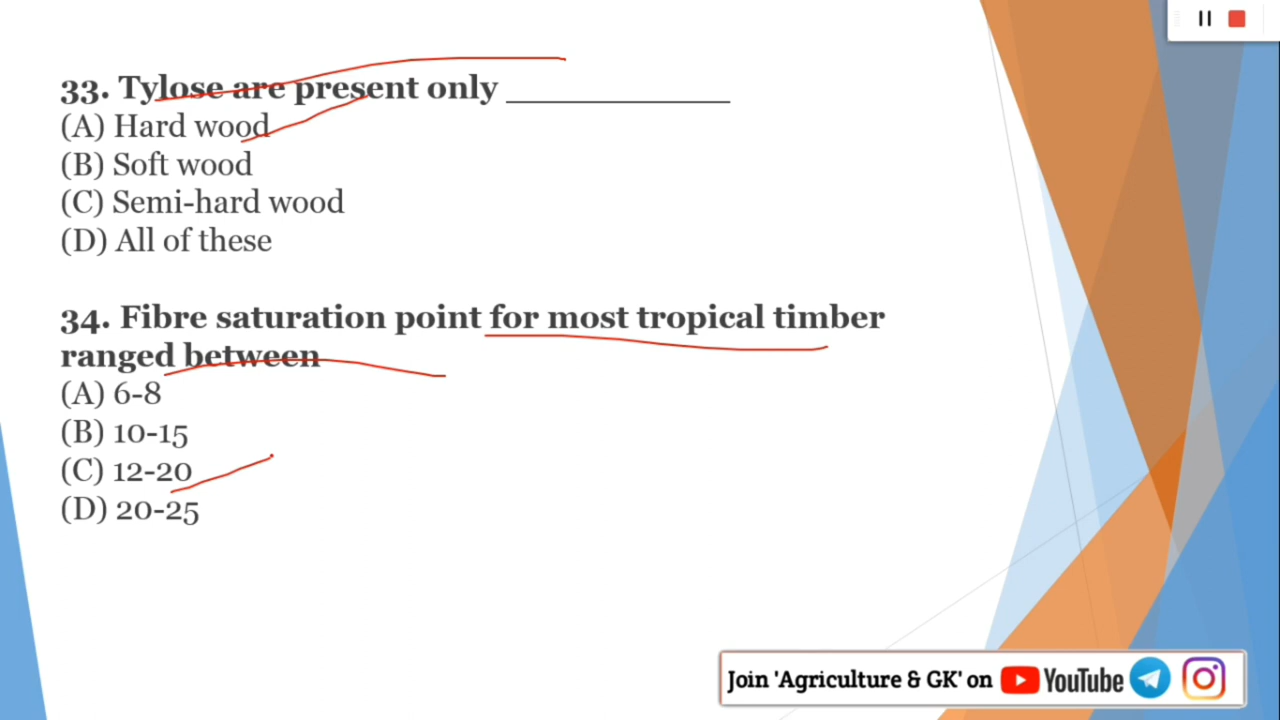 33. Tylose are present only ______________
(A) Hard wood
(B) Soft wood
(C) Semi-hard wood
(D) All of these
34. Fibre saturation point for most tropical timber
ranged between
(A) 6-8
(B) 10-15
(C) 12-20
(D) 20-25
Join 'Agriculture & GK' on YouTube